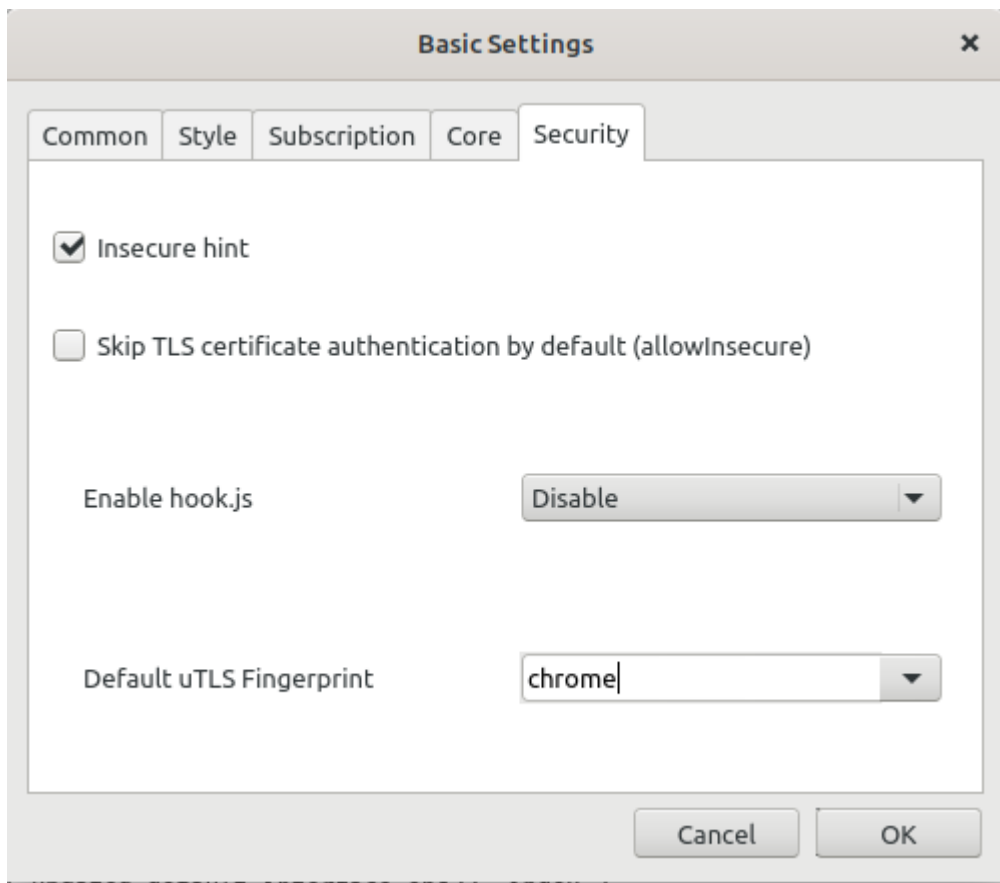 Basic Settings
Common Style Subscription Core Security
Insecure hint
Skip TLS certificate authentication by default (allowInsecure)
Enable hook.js Disable
Default uTLS Fingerprint chrome
Cancel OK